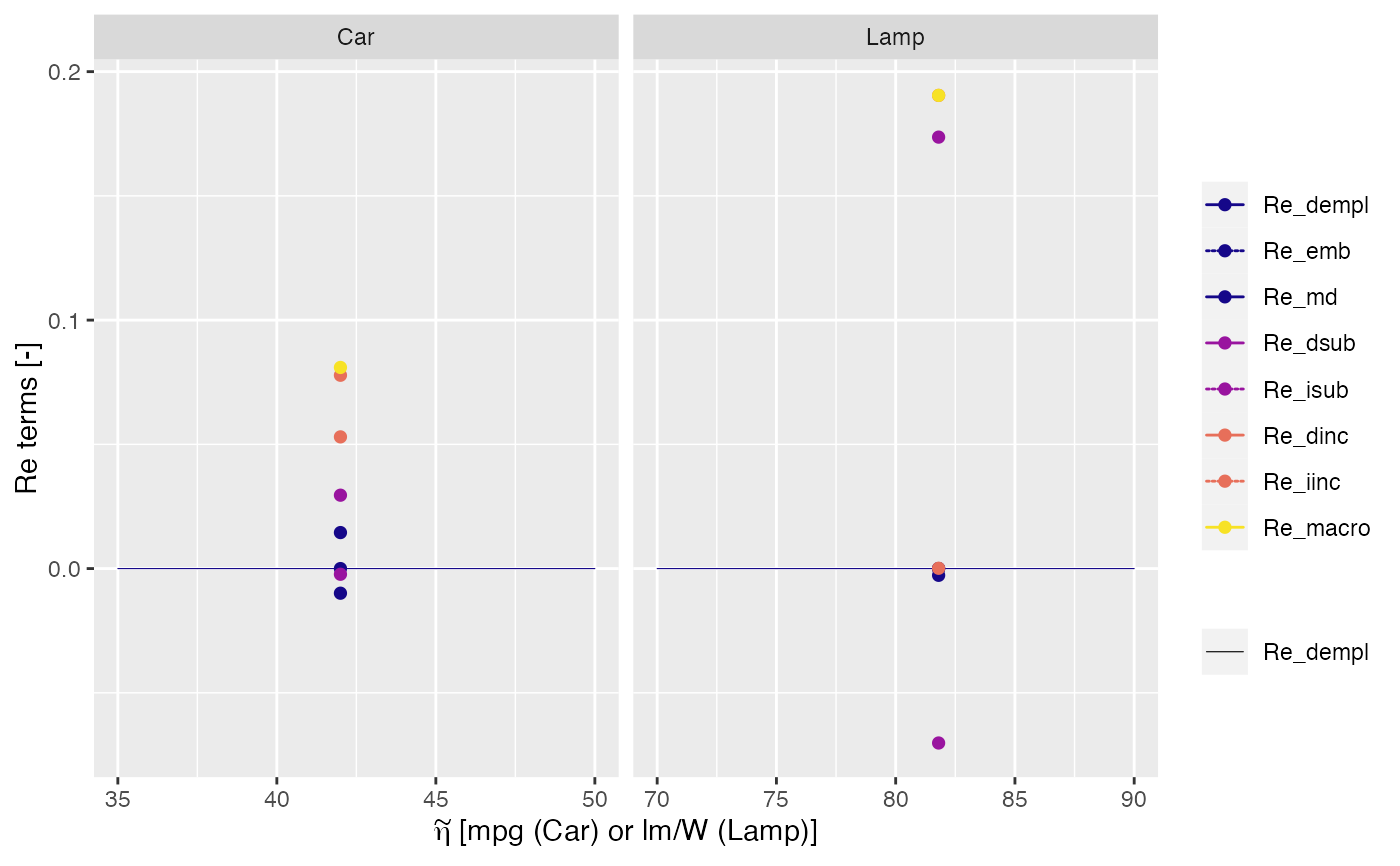 Car
Lamp
0.2
0.1
0.0
Re terms [-]
35
40
45
50
70
75
80
85
90
η̃ [mpg (Car) or lm/W (Lamp)]
Re_dempl
Re_emb
Re_md
Re_dsub
Re_isub
Re_dinc
Re_iinc
Re_macro
Re_dempl